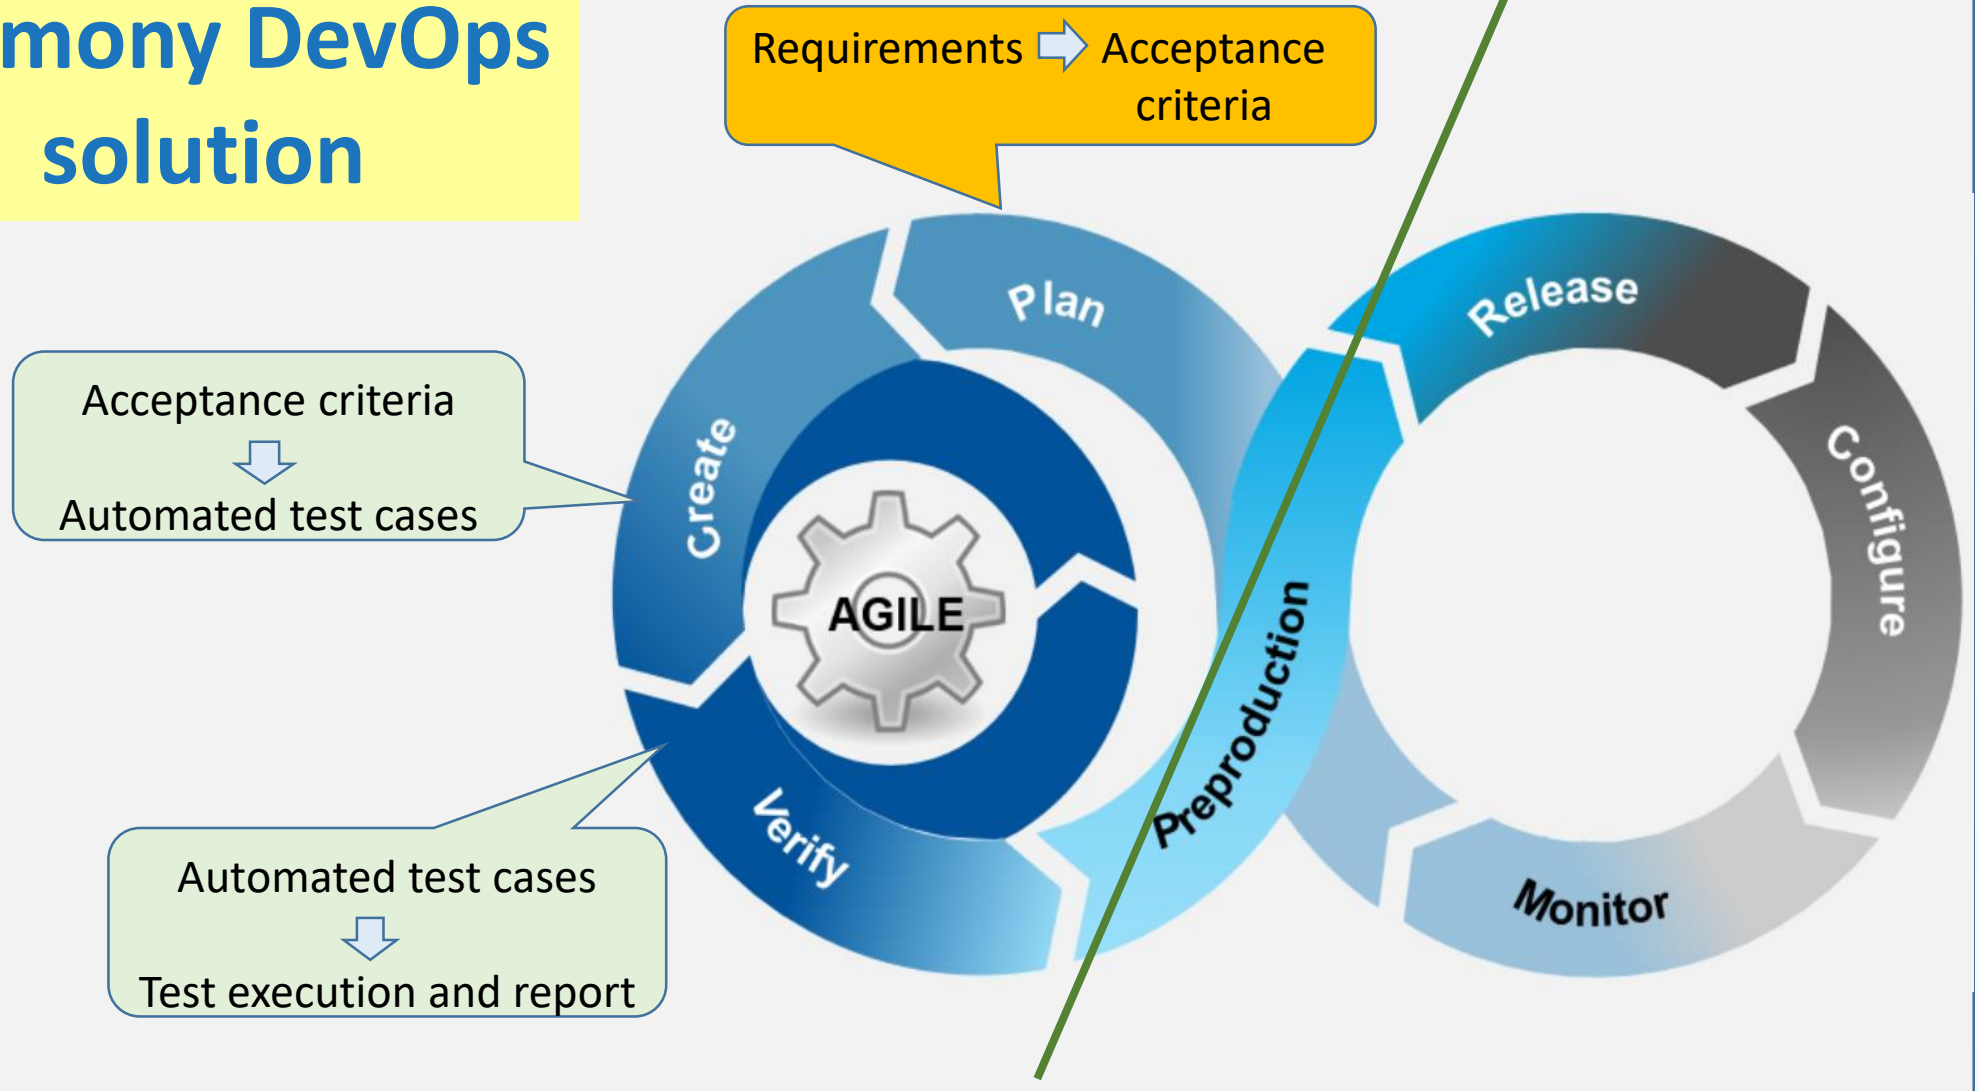 mony DevOps
solution
Requirements Acceptance
criteria
Plan
Release
Acceptance criteria
Automated test cases
Create
Configure
AGILE
Preproduction
Verify
Automated test cases
Test execution and report
Monitor